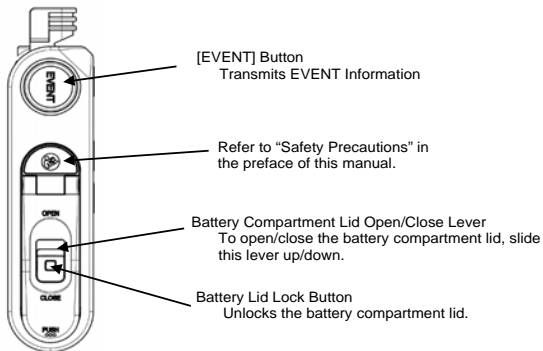 [EVENT] Button
Transmits EVENT Information
EVENT
Refer to “Safety Precautions” in
the preface of this manual.
OPEN
Battery Compartment Lid Open/Close Lever
To open/close the battery compartment lid, slide
this lever up/down.
CLOSE
Battery Lid Lock Button
Unlocks the battery compartment lid.
PUSH